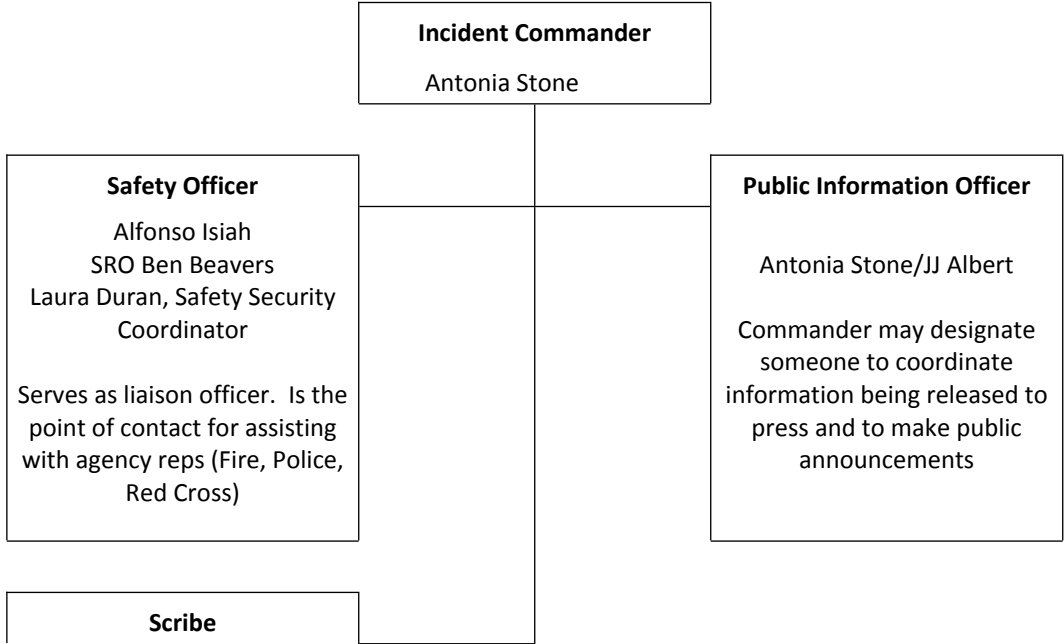 Incident Commander
Antonia Stone
Safety Officer
Alfonso Isiah
SRO Ben Beavers
Laura Duran, Safety Security
Coordinator
Serves as liaison officer.  Is the
point of contact for assisting
with agency reps (Fire, Police,
Red Cross)
Public Information Officer
Antonia Stone/JJ Albert
Commander may designate
someone to coordinate
information being released to
press and to make public
announcements
Scribe